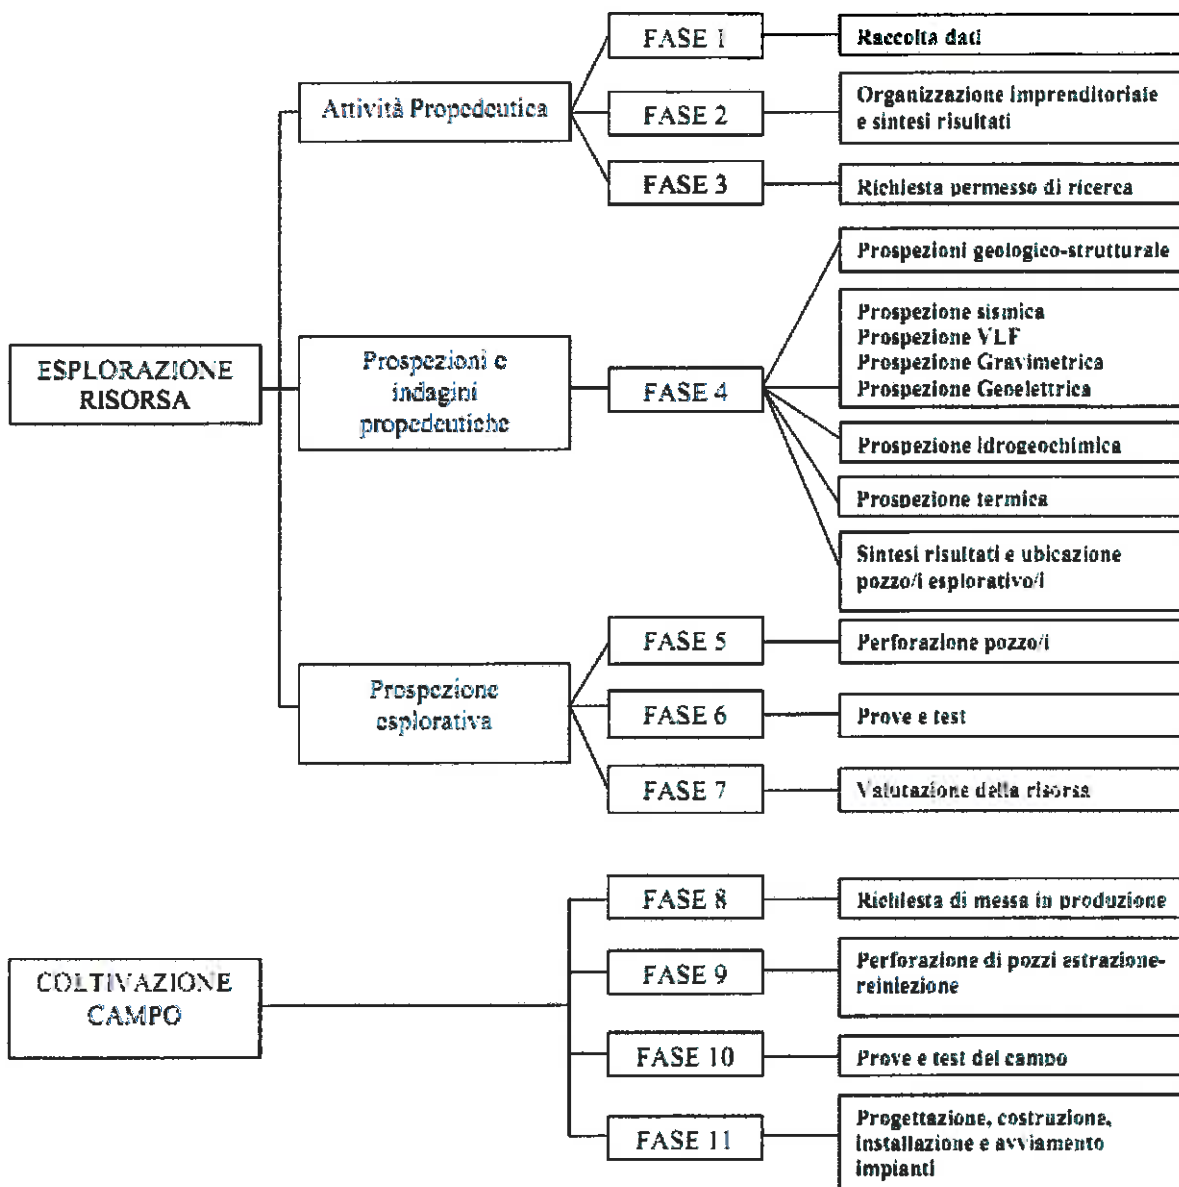 FASE 1
Raccolta dati
Attività Propedeutica
FASE 2
Organizzazione imprenditoriale
e sintesi risultati
FASE 3
Richiesta permesso di ricerca
ESPLORAZIONE
RISORSA
Prospezioni e
indagini
propedeutiche
FASE 4
Prospezioni geologico-strutturale
Prospezione sismica
Prospezione VLF
Prospezione Gravimetrica
Prospezione Geoelettrica
Prospezione idrogeochimica
Prospezione termica
Sintesi risultati e ubicazione
pozzo/i esplorativo/i
Prospezione
esplorativa
FASE 5
Perforazione pozzo/i
FASE 6
Prove e test
FASE 7
Valutazione della risorsa
COLTIVAZIONE
CAMPO
FASE 8
Richiesta di messa in produzione
FASE 9
Perforazione di pozzi estrazione-
reiniezione
FASE 10
Prove e test del campo
FASE 11
Progettazione, costruzione,
installazione e avviamento
impianti